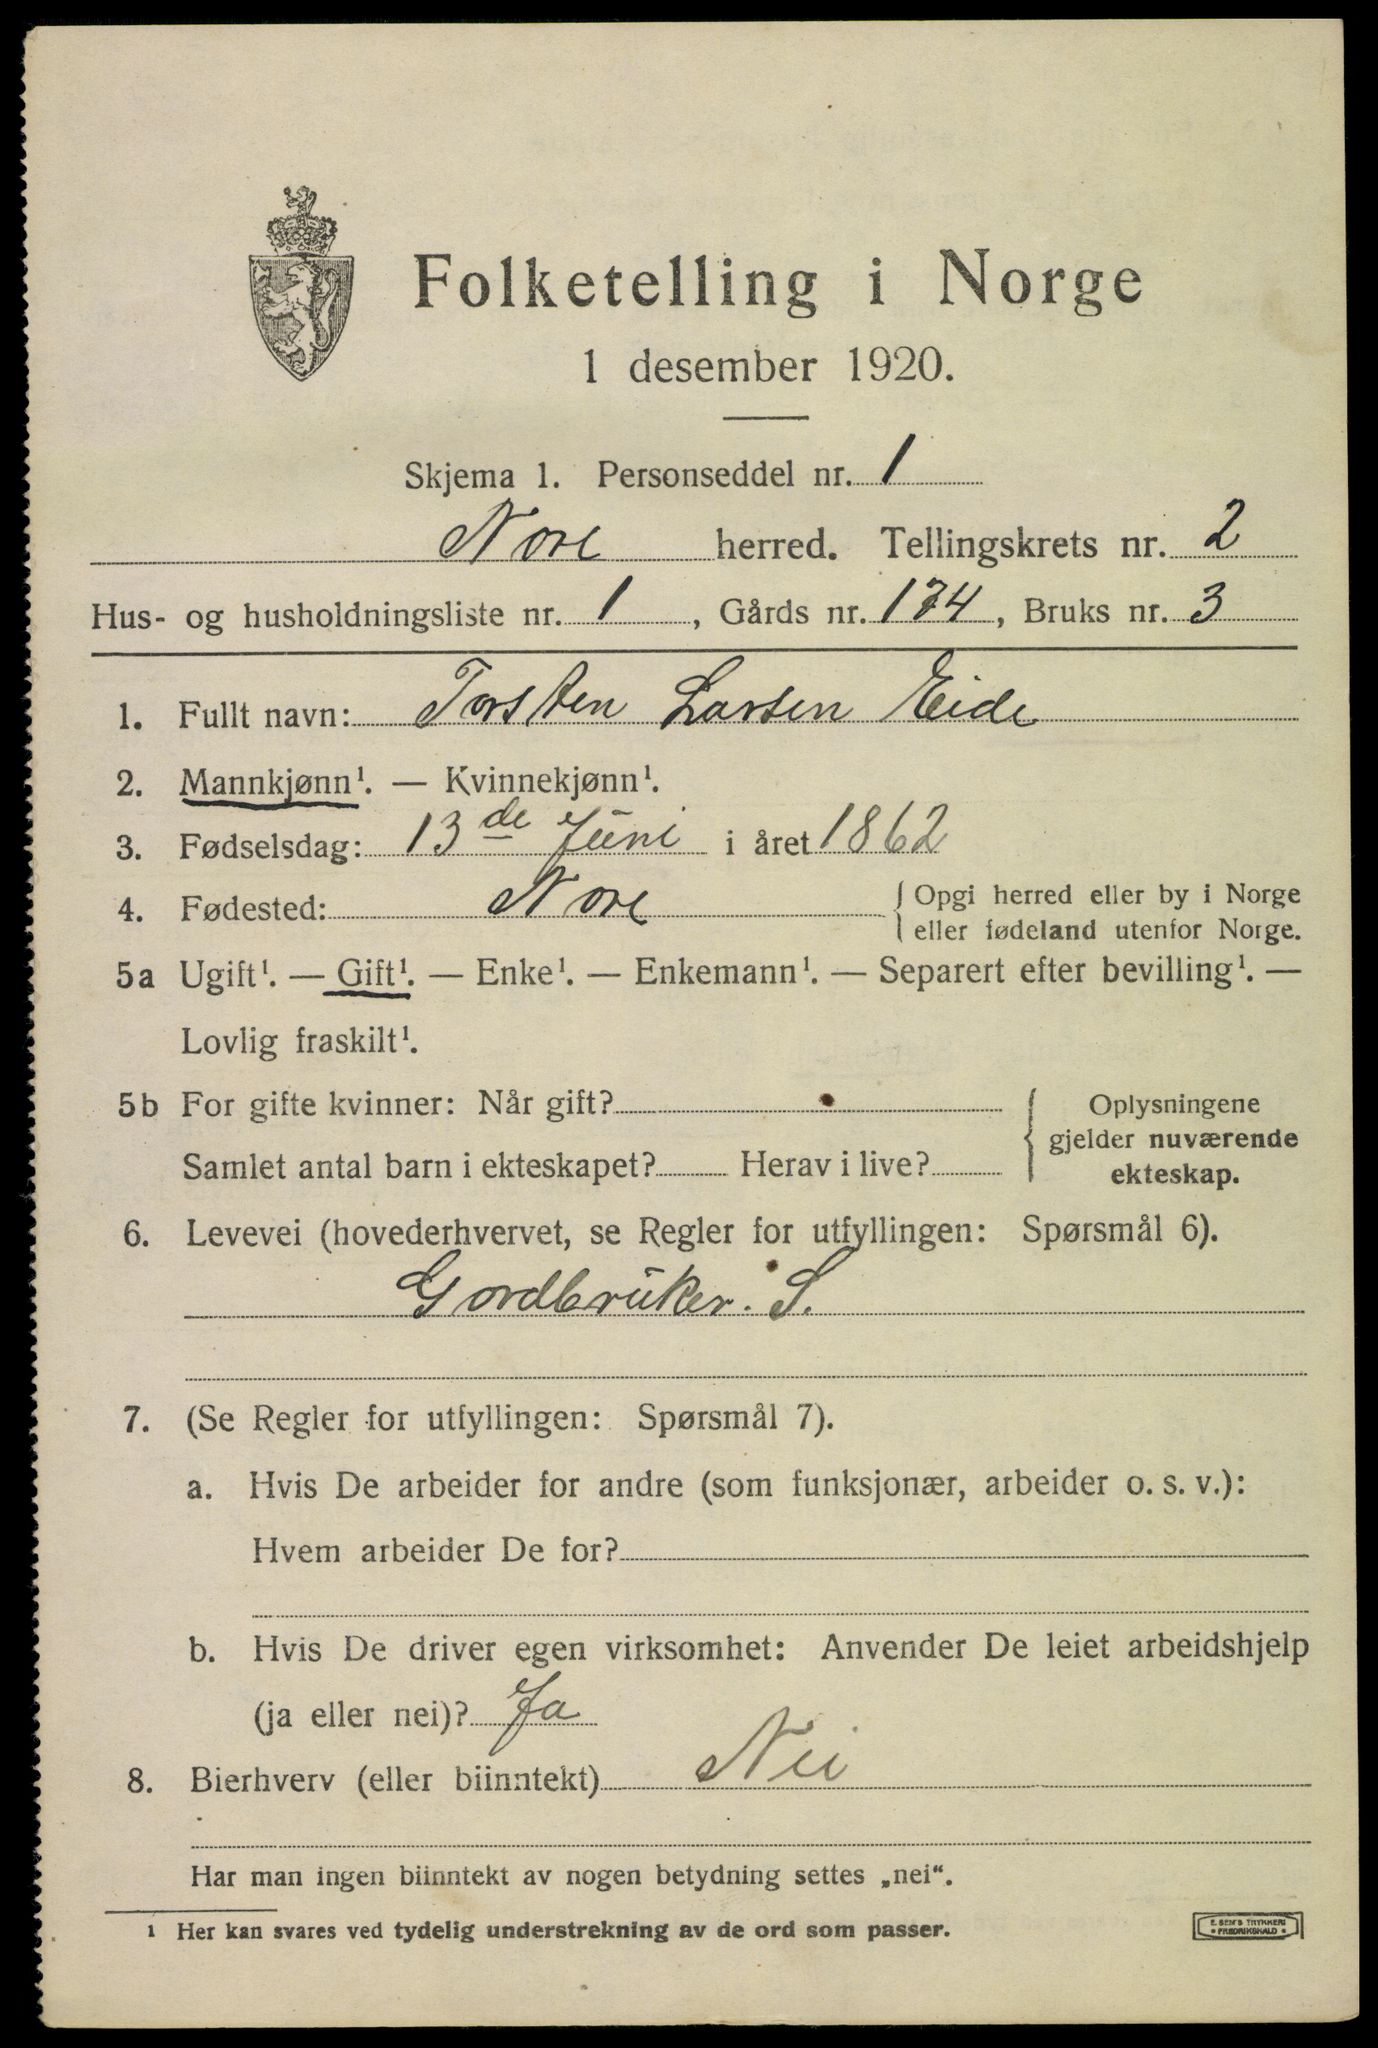 Folketelling i Norge
1 desember 1920.
Skjema 1. Personseddel nr. 1
Nore herred. Tellingskrets nr. 2
Hus- og husholdningsliste nr. 1, Gårds nr. 174, Bruks nr. 3
1. Fullt navn: Torsten Larsen Eide
2. Mannkjønn¹. — Kvinnekjønn¹.
3. Fødselsdag: 13de Juni i året 1862
4. Fødested: Nore { Opgi herred eller by i Norge
eller fødeland utenfor Norge.
5a Ugift¹. — Gift¹. — Enke¹. — Enkemann¹. — Separert efter bevilling¹. —
Lovlig fraskilt¹.
5b For gifte kvinner: Når gift?
Samlet antal barn i ekteskapet? Herav i live?
{ Oplysningene
gjelder nuværende
ekteskap.
6. Levevei (hovederhvervet, se Regler for utfyllingen: Spørsmål 6).
Gordbruker. S.
7. (Se Regler for utfyllingen: Spørsmål 7).
a. Hvis De arbeider for andre (som funksjonær, arbeider o. s. v.):
Hvem arbeider De for?
b. Hvis De driver egen virksomhet: Anvender De leiet arbeidshjelp
(ja eller nei)? Ja
8. Bierhverv (eller biinntekt) Nei
Har man ingen biinntekt av nogen betydning settes „nei“.
1 Her kan svares ved tydelig understrekning av de ord som passer.
E. SEM'S TRYKKERI
* FREDRIKSHALD *